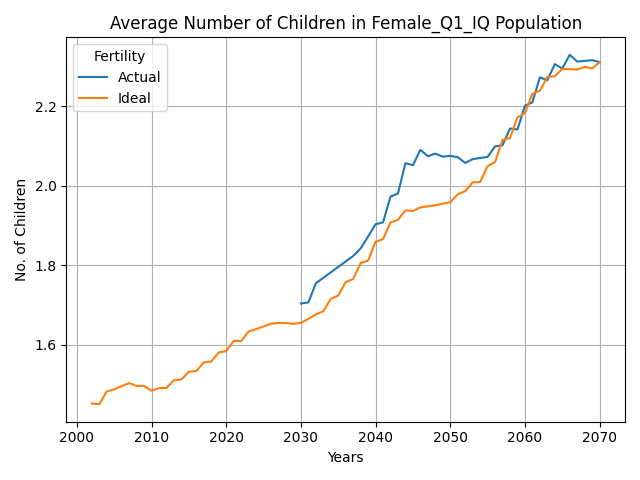 Average Number of Children in Female_Q1_IQ Population
Fertility
Actual
Ideal
No. of Children
2.2
2.0
1.8
1.6
2000 2010 2020 2030 2040 2050 2060 2070
Years